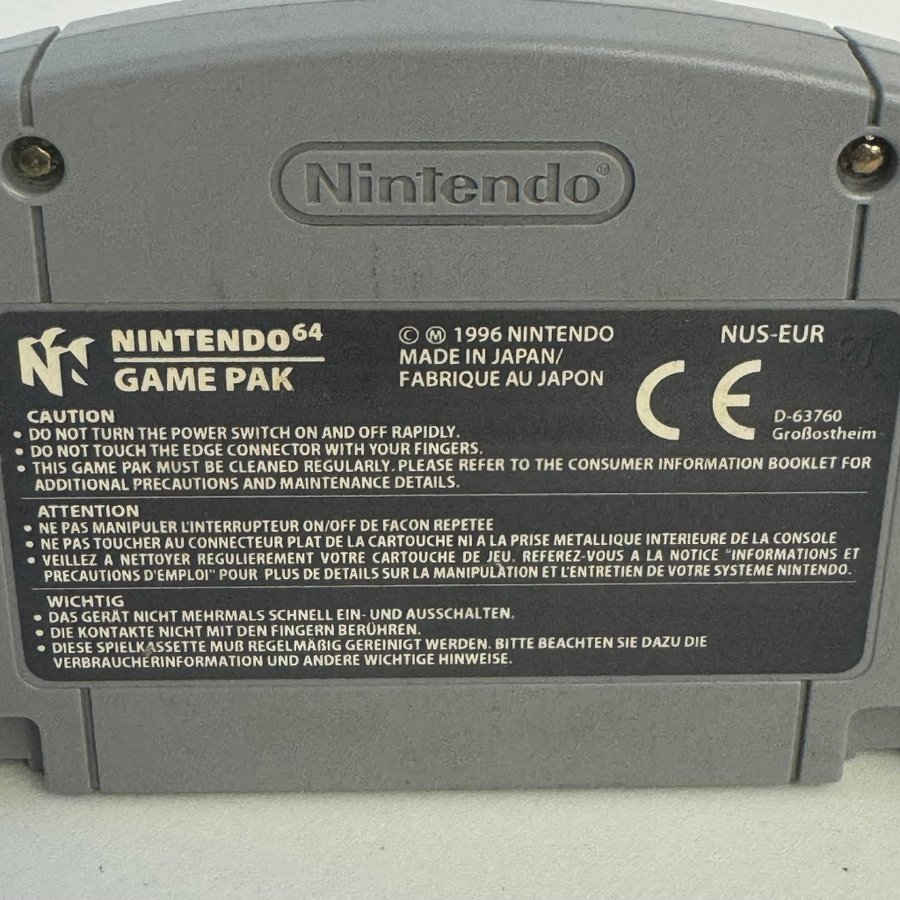 Nintendo®
NINTENDO 64
GAME PAK
© Ⓜ 1996 NINTENDO
MADE IN JAPAN/
FABRIQUE AU JAPON
NUS-EUR
CE
D-63760
Großostheim
CAUTION
• DO NOT TURN THE POWER SWITCH ON AND OFF RAPIDLY.
• DO NOT TOUCH THE EDGE CONNECTOR WITH YOUR FINGERS.
• THIS GAME PAK MUST BE CLEANED REGULARLY. PLEASE REFER TO THE CONSUMER INFORMATION BOOKLET FOR
ADDITIONAL PRECAUTIONS AND MAINTENANCE DETAILS.
ATTENTION
• NE PAS MANIPULER L'INTERRUPTEUR ON/OFF DE FACON REPETEE
• NE PAS TOUCHER AU CONNECTEUR PLAT DE LA CARTOUCHE NI A LA PRISE METALLIQUE INTERIEURE DE LA CONSOLE
• VEILLEZ A NETTOYER REGULIEREMENT VOTRE CARTOUCHE DE JEU. REFEREZ-VOUS A LA NOTICE "INFORMATIONS ET
PRECAUTIONS D'EMPLOI" POUR PLUS DE DETAILS SUR LA MANIPULATION ET L'ENTRETIEN DE VOTRE SYSTEME NINTENDO.
WICHTIG
• DAS GERÄT NICHT MEHRMALS SCHNELL EIN- UND AUSSCHALTEN.
• DIE KONTAKTE NICHT MIT DEN FINGERN BERÜHREN.
• DIESE SPIELKASSETTE MUß REGELMÄßIG GEREINIGT WERDEN. BITTE BEACHTEN SIE DAZU DIE
VERBRAUCHERINFORMATION UND ANDERE WICHTIGE HINWEISE.